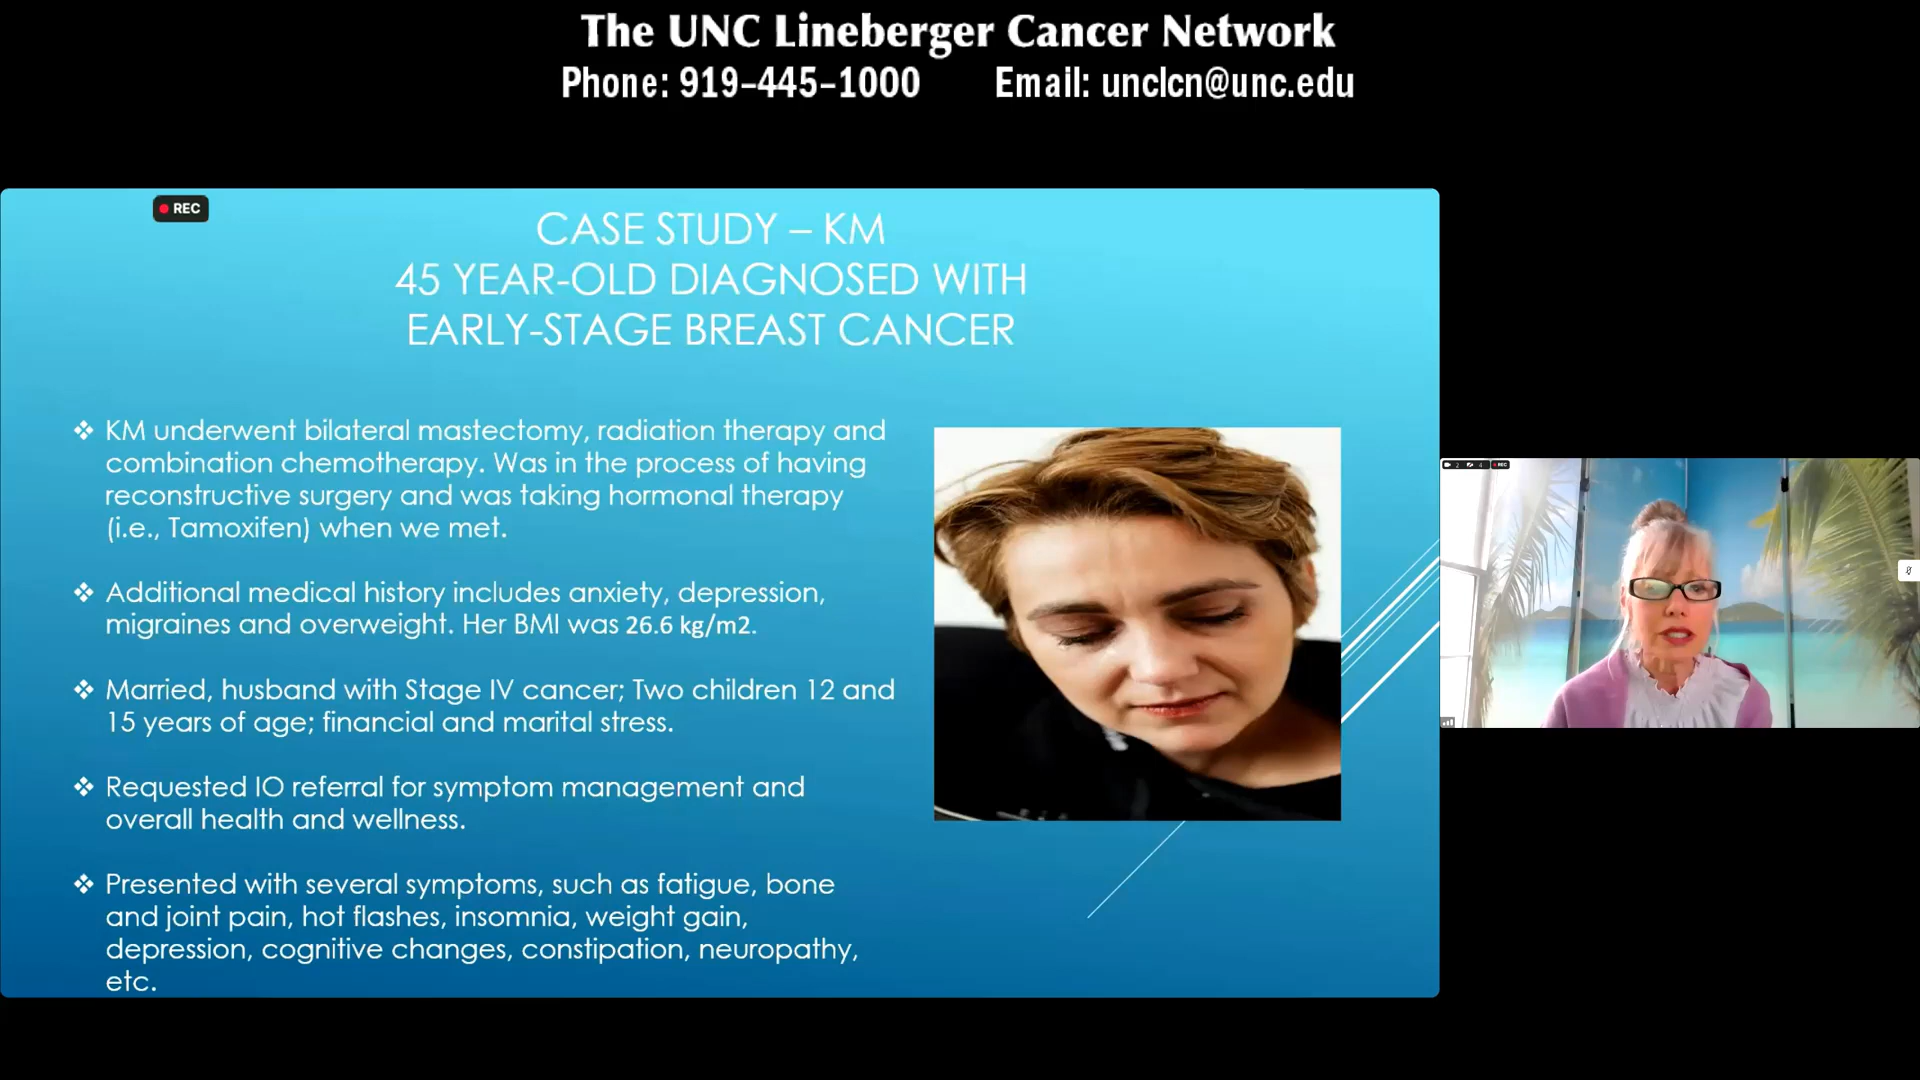 The UNC Lineberger Cancer Network
Phone: 919-445-1000 Email: unclcn@unc.edu
REC
CASE STUDY – KM
45 YEAR-OLD DIAGNOSED WITH
EARLY-STAGE BREAST CANCER
❖ KM underwent bilateral mastectomy, radiation therapy and
combination chemotherapy. Was in the process of having
reconstructive surgery and was taking hormonal therapy
(i.e., Tamoxifen) when we met.
❖ Additional medical history includes anxiety, depression,
migraines and overweight. Her BMI was 26.6 kg/m2.
❖ Married, husband with Stage IV cancer; Two children 12 and
15 years of age; financial and marital stress.
❖ Requested IO referral for symptom management and
overall health and wellness.
❖ Presented with several symptoms, such as fatigue, bone
and joint pain, hot flashes, insomnia, weight gain,
depression, cognitive changes, constipation, neuropathy,
etc.
2 4 REC